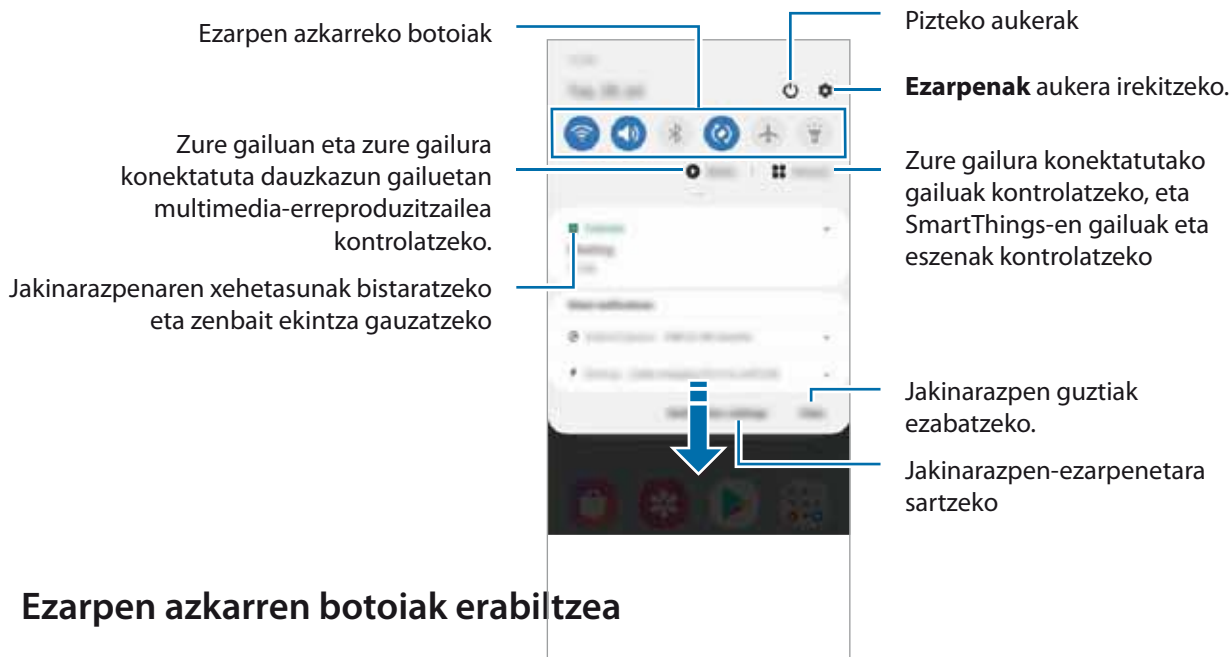 Ezarpen azkarreko botoiak
Zure gailuan eta zure gailura
konektatuta dauzkazun gailuetan
multimedia-erreproduzitzailea
kontrolatzeko.
Jakinarazpenaren xehetasunak bistaratzeko
eta zenbait ekintza gauzatzeko
Pizteko aukerak
Ezarpenak aukera irekitzeko.
Zure gailura konektatutako
gailuak kontrolatzeko, eta
SmartThings-en gailuak eta
eszenak kontrolatzeko
Jakinarazpen guztiak
ezabatzeko.
Jakinarazpen-ezarpenetara
sartzeko
Ezarpen azkarren botoiak erabiltzea